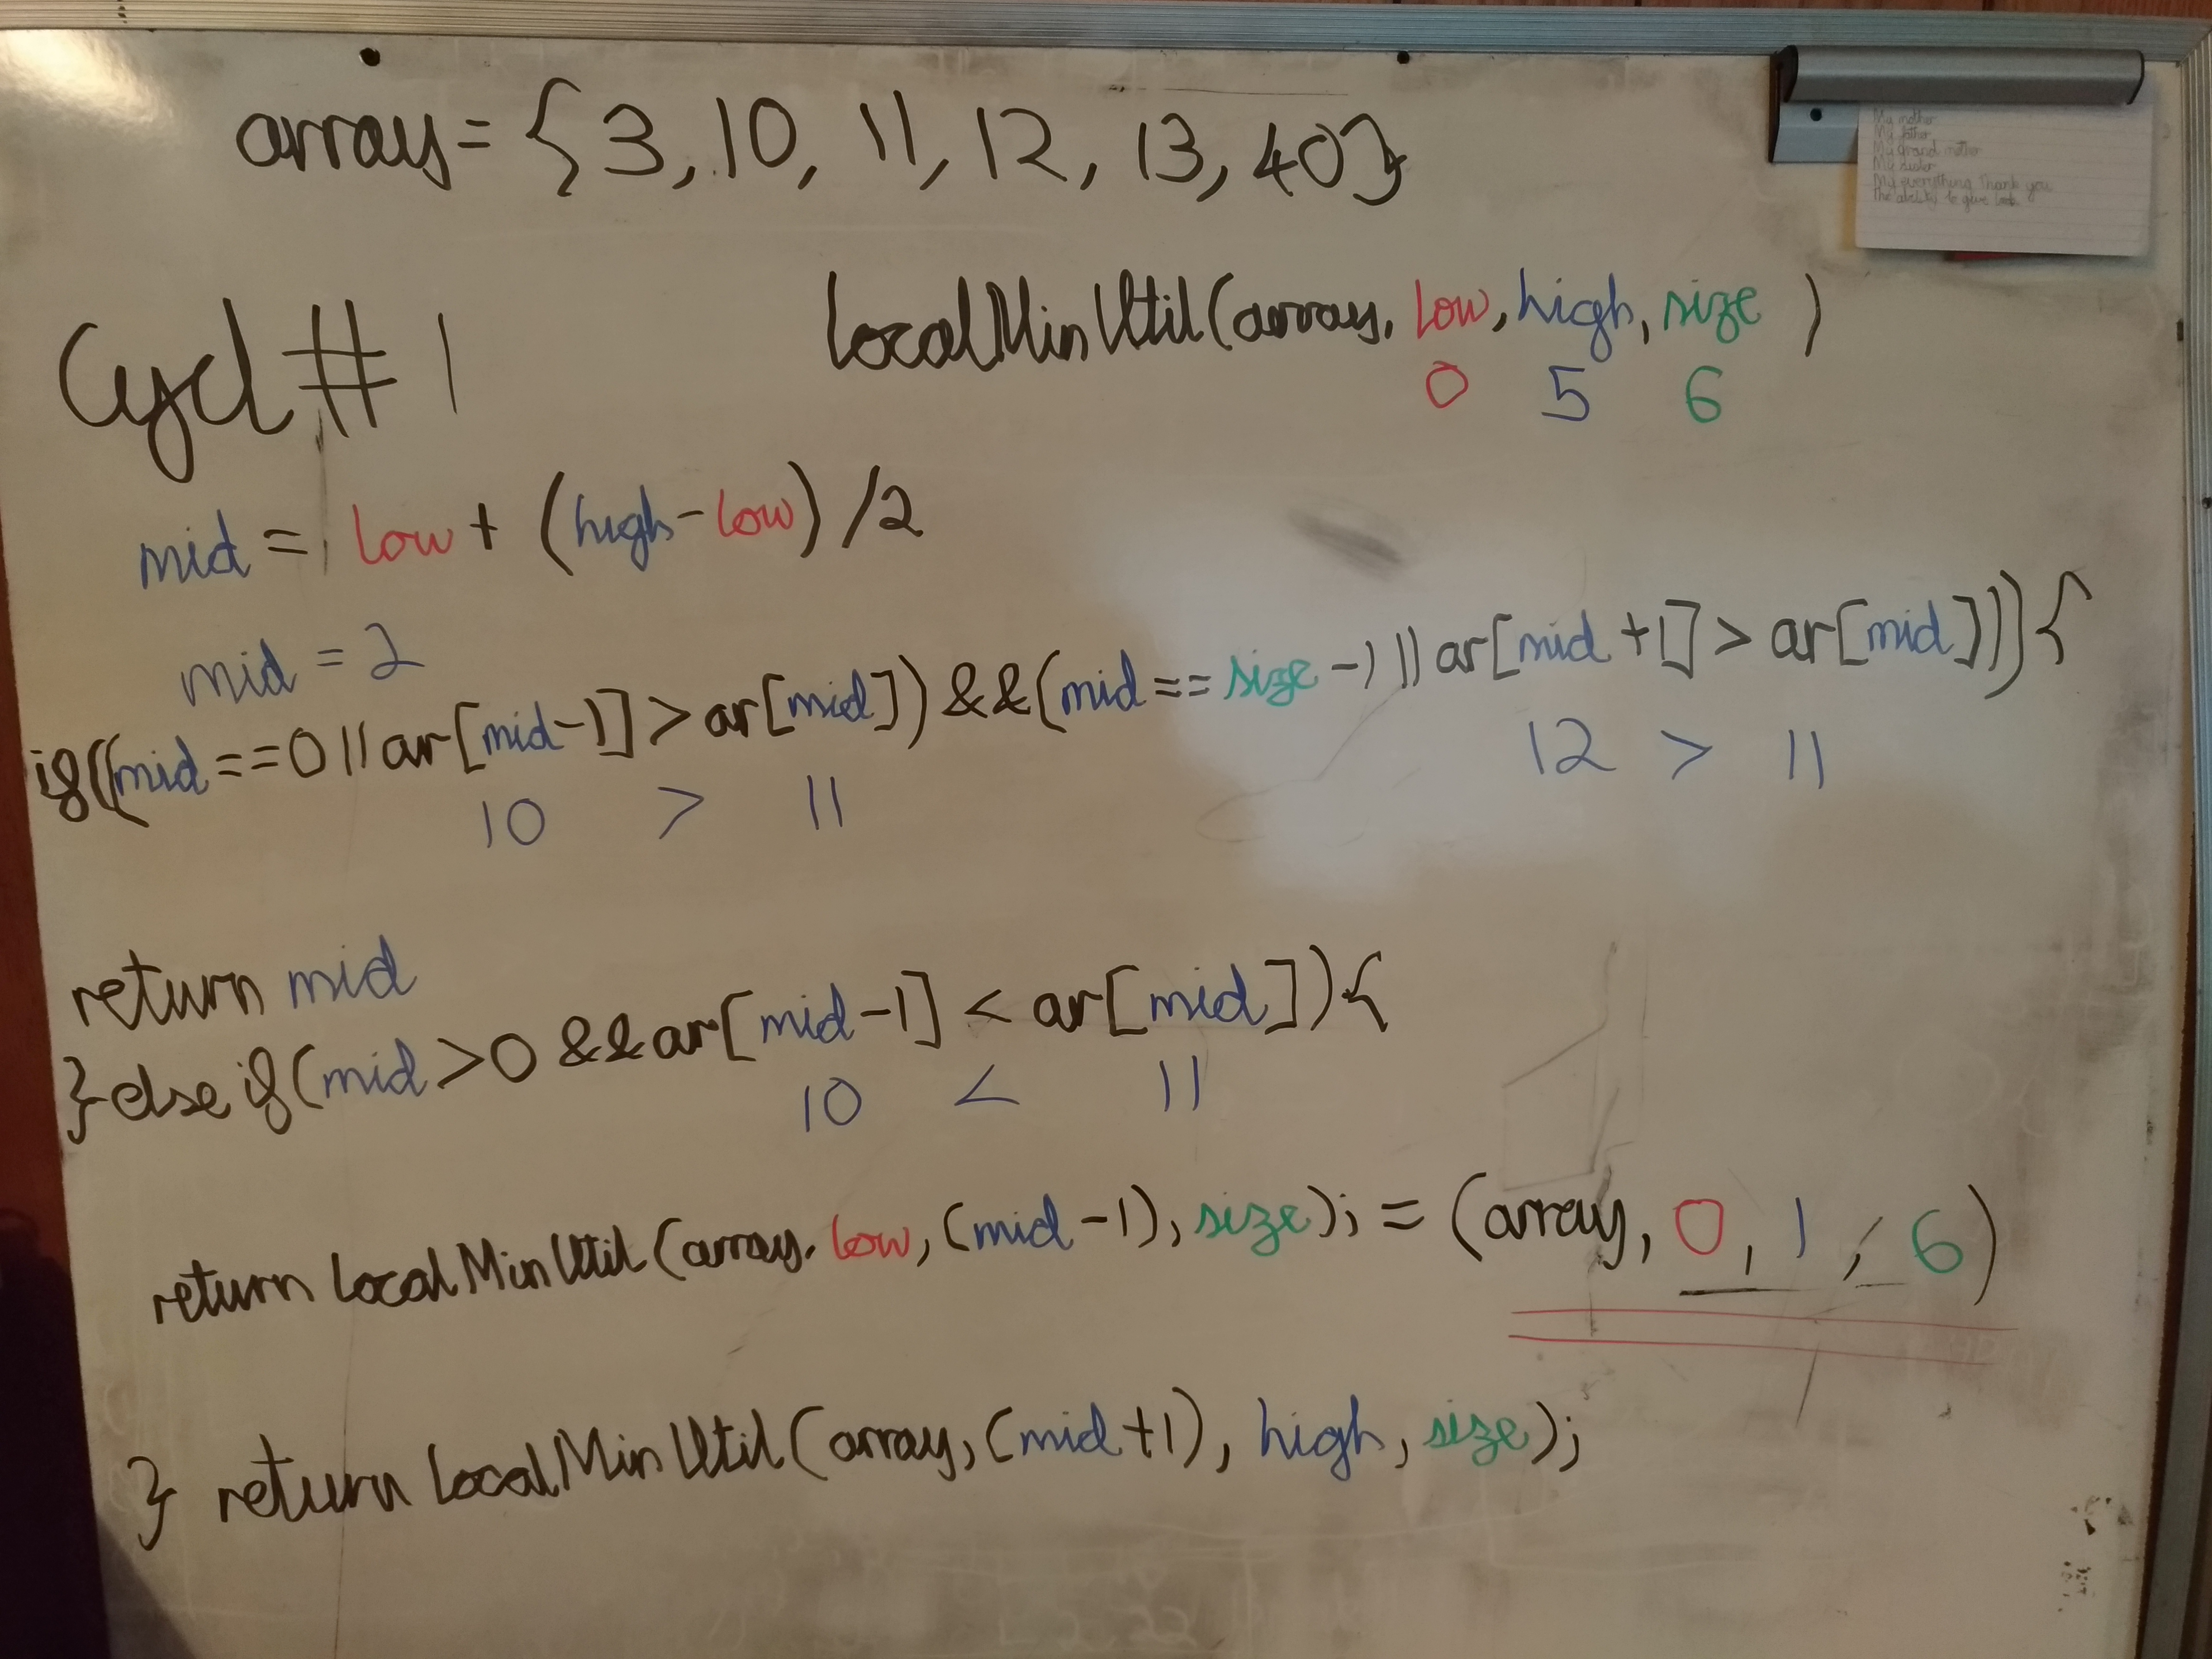 array = {3, 10, 11, 12, 13, 40}
My mother
My father
My grand mother
My sister
My everything Thank you
The ability to give
Cycl # 1
LocalMinUtil(array, low, high, size )
0 5 6
mid = low + (high-low) /2
mid = 2
if((mid==0 || ar[mid-1] > ar[mid]) && (mid == size -1 || ar[mid +1] > ar[mid])){
10 > 11 12 > 11
return mid
} else if(mid >0 && ar[mid-1] < ar[mid]){
10 < 11
return LocalMinUtil(array, low, (mid-1), size); = (array, 0, 1, 6)
} return LocalMinUtil(array, (mid+1), high, size);